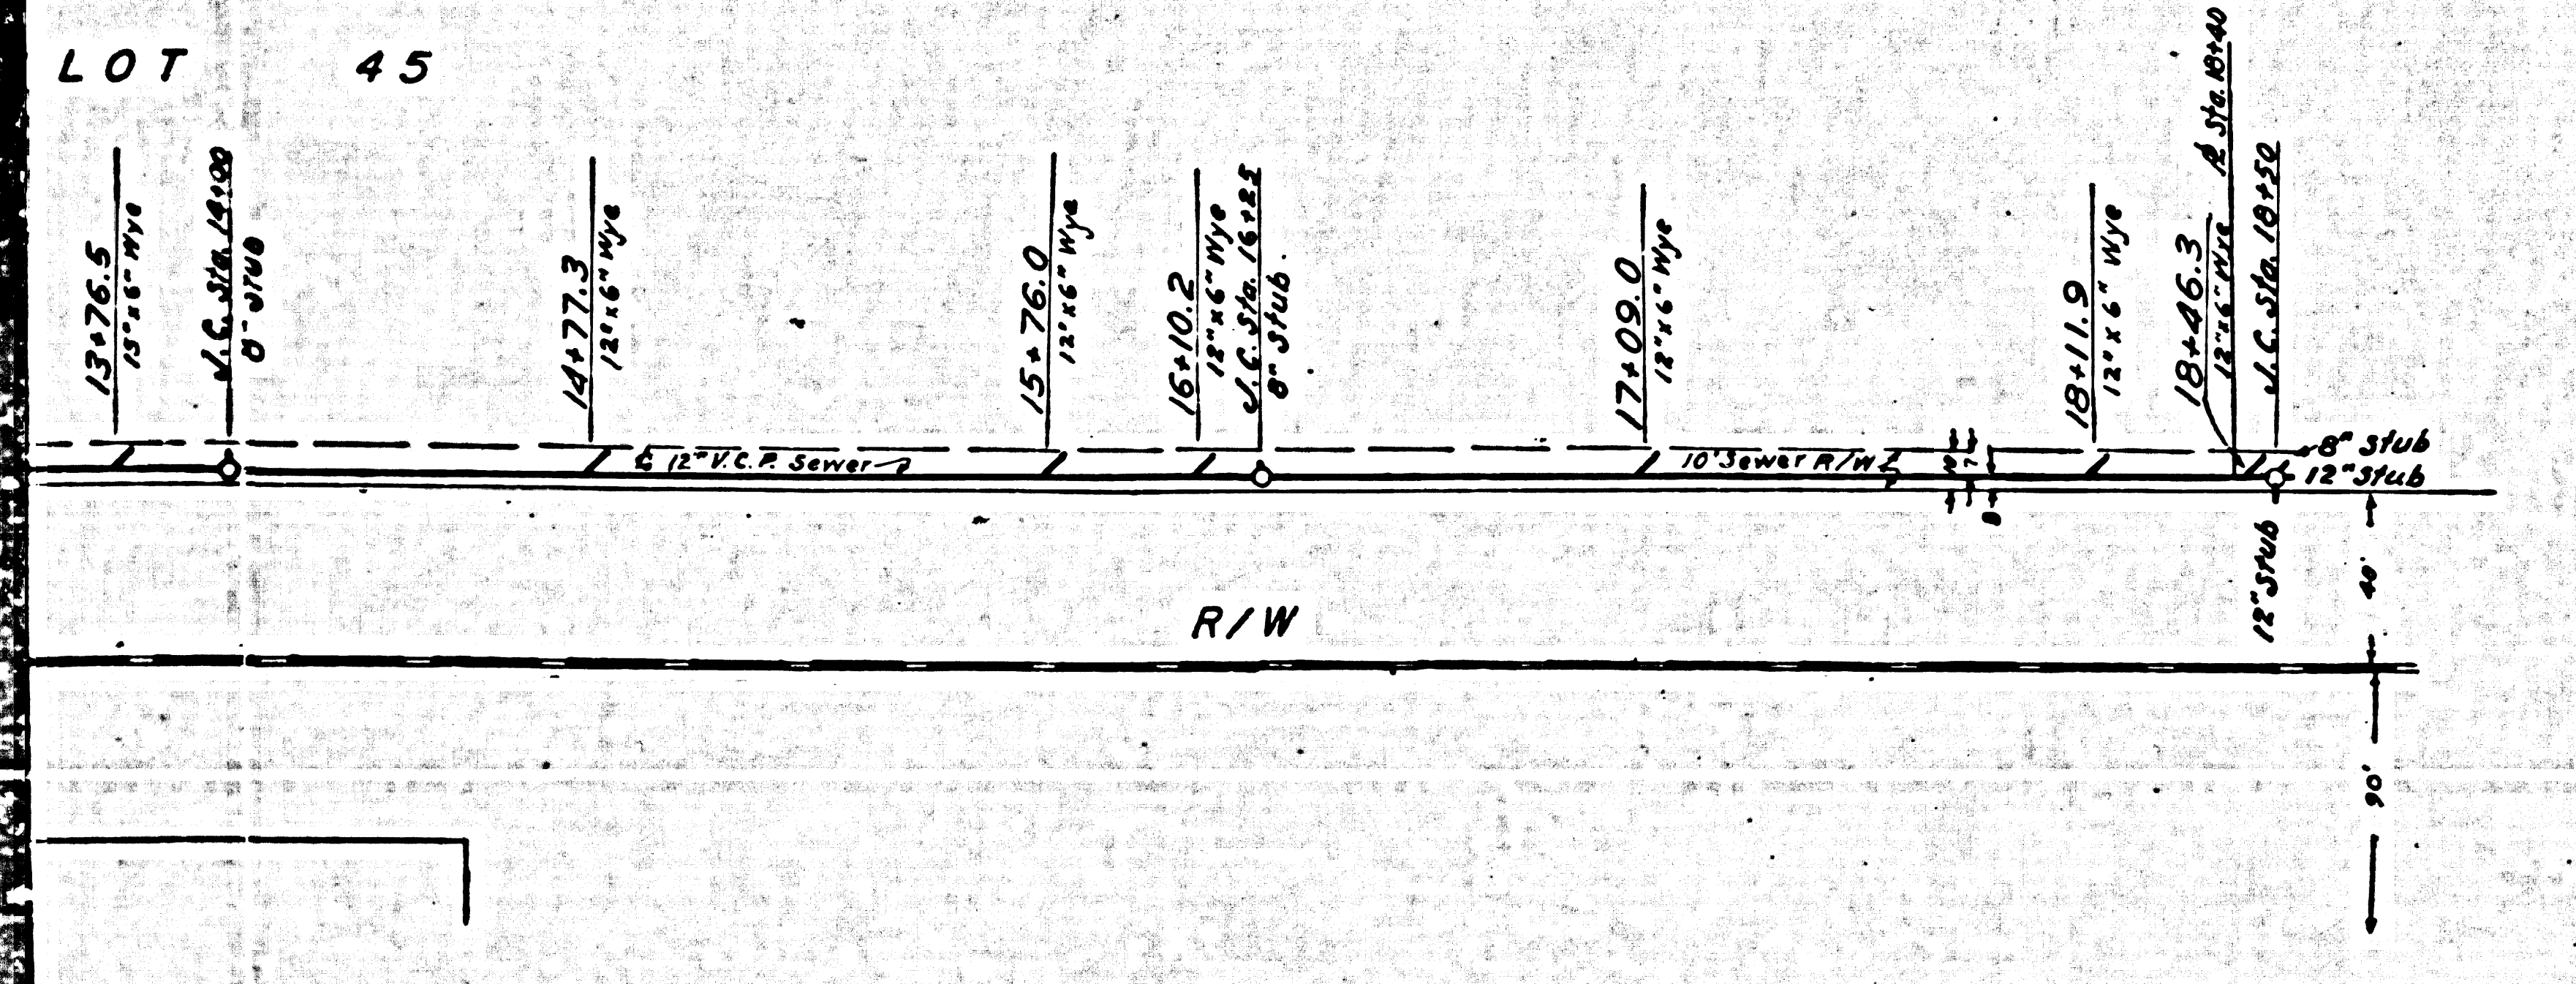 LOT 45
13+76.5
15"x6" Wye
J.C. Sta. 14+00
8" Stub
14+77.3
12"x6" Wye
15+76.0
12"x6" Wye
16+10.2
12"x6" Wye
J.C. Sta. 16+25
8" Stub.
17+09.0
12"x6" Wye
18+11.9
12"x6" Wye
18+46.3
12"x6" Wye
Sta. 18+40
J.C. Sta. 18+50
8" Stub
12" Stub
℄ 12" V.C.P. Sewer
10' Sewer R/W
12" Stub
40'
R/W
90'